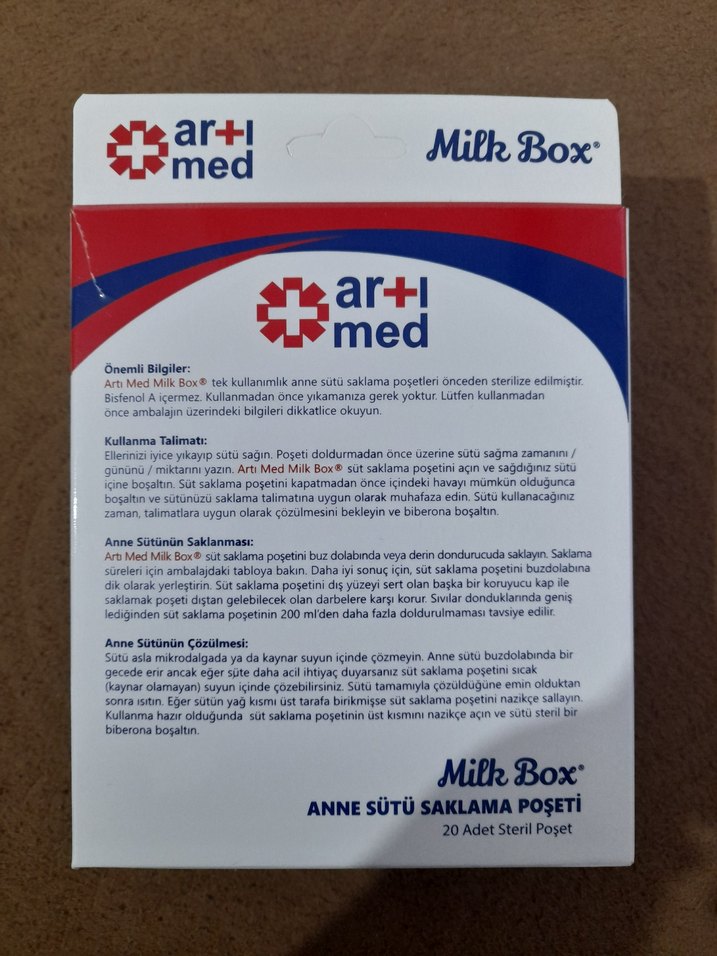 artı
med
Milk Box®
artı
med
Önemli Bilgiler:
Artı Med Milk Box® tek kullanımlık anne sütü saklama poşetleri önceden sterilize edilmiştir.
Bisfenol A içermez. Kullanmadan önce yıkamanıza gerek yoktur. Lütfen kullanmadan
önce ambalajın üzerindeki bilgileri dikkatlice okuyun.
Kullanma Talimatı:
Ellerinizi iyice yıkayıp sütü sağın. Poşeti doldurmadan önce üzerine sütü sağma zamanını /
gününü / miktarını yazın. Artı Med Milk Box® süt saklama poşetini açın ve sağdığınız sütü
içine boşaltın. Süt saklama poşetini kapatmadan önce içindeki havayı mümkün olduğunca
boşaltın ve sütünüzü saklama talimatına uygun olarak muhafaza edin. Sütü kullanacağınız
zaman, talimatlara uygun olarak çözülmesini bekleyin ve biberona boşaltın.
Anne Sütünün Saklanması:
Artı Med Milk Box® süt saklama poşetini buz dolabında veya derin dondurucuda saklayın. Saklama
süreleri için ambalajdaki tabloya bakın. Daha iyi sonuç için, süt saklama poşetini buzdolabına
dik olarak yerleştirin. Süt saklama poşetini dış yüzeyi sert olan başka bir koruyucu kap ile
saklamak poşeti dıştan gelebilecek olan darbelere karşı korur. Sıvılar donduklarında geniş
lediğinden süt saklama poşetinin 200 ml'den daha fazla doldurulmaması tavsiye edilir.
Anne Sütünün Çözülmesi:
Sütü asla mikrodalgada ya da kaynar suyun içinde çözmeyin. Anne sütü buzdolabında bir
gecede erir ancak eğer süte daha acil ihtiyaç duyarsanız süt saklama poşetini sıcak
(kaynar olamayan) suyun içinde çözebilirsiniz. Sütü tamamıyla çözüldüğüne emin olduktan
sonra ısıtın. Eğer sütün yağ kısmı üst tarafa birikmişse süt saklama poşetini nazikçe sallayın.
Kullanma hazır olduğunda süt saklama poşetinin üst kısmını nazikçe açın ve sütü steril bir
biberona boşaltın.
Milk Box®
ANNE SÜTÜ SAKLAMA POŞETİ
20 Adet Steril Poşet